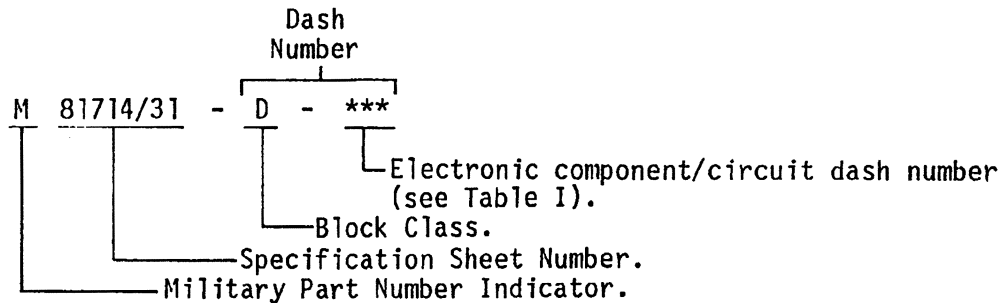 Dash
Number
M 81714/31 - D - ***
Electronic component/circuit dash number
(see Table I).
Block Class.
Specification Sheet Number.
Military Part Number Indicator.